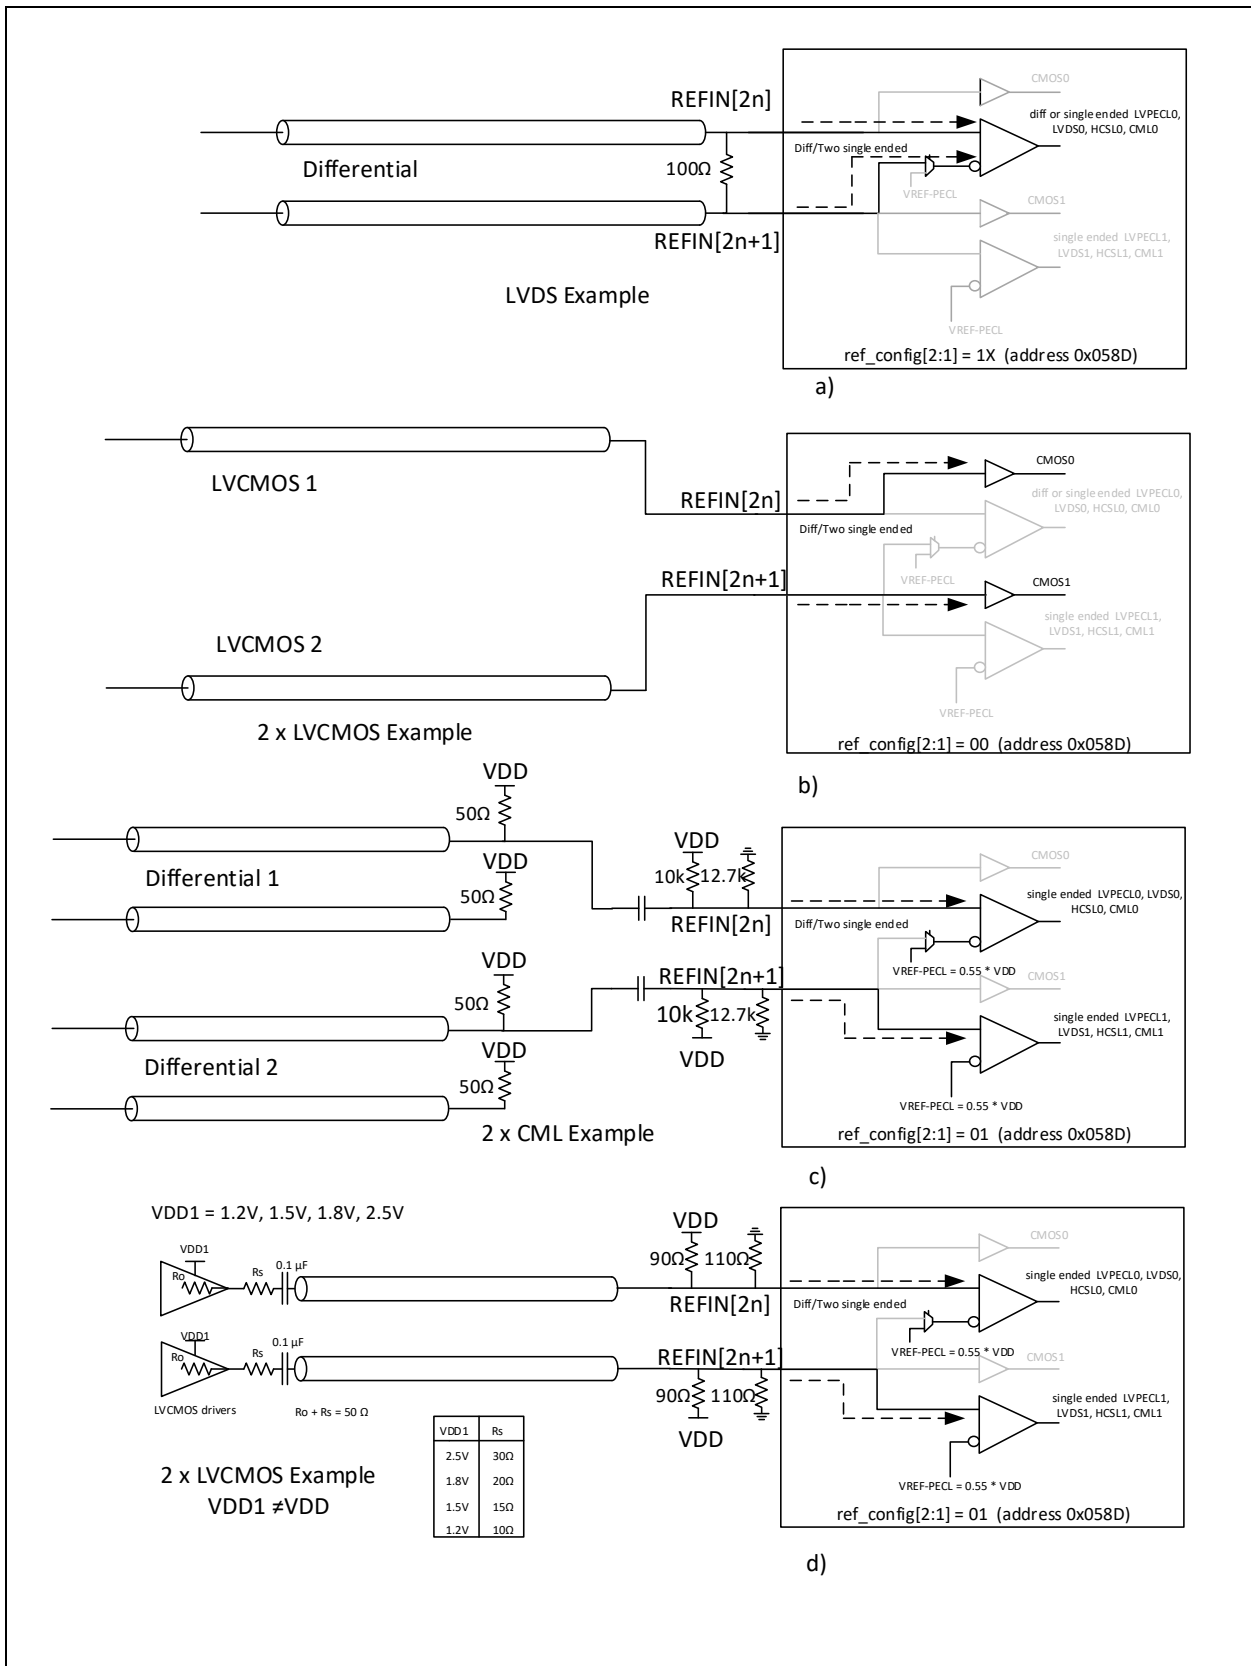 CMOS0
REFIN[2n]
diff or single ended LVPECL0,
LVDS0, HCSL0, CML0
Diff/Two single ended
Differential
100Ω
VREF-PECL
CMOS1
REFIN[2n+1]
single ended LVPECL1,
LVDS1, HCSL1, CML1
LVDS Example
VREF-PECL
ref_config[2:1] = 1X (address 0x058D)
a)
LVCMOS 1
CMOS0
REFIN[2n]
diff or single ended LVPECL0,
LVDS0, HCSL0, CML0
Diff/Two single ended
VREF-PECL
REFIN[2n+1]
CMOS1
single ended LVPECL1,
LVDS1, HCSL1, CML1
LVCMOS 2
VREF-PECL
2 x LVCMOS Example
ref_config[2:1] = 00 (address 0x058D)
b)
VDD
50Ω
VDD
CMOS0
VDD
Differential 1
10k
12.7k
50Ω
single ended LVPECL0, LVDS0,
HCSL0, CML0
REFIN[2n]
Diff/Two single ended
VDD
REFIN[2n+1]
VREF-PECL = 0.55 * VDD
CMOS1
50Ω
10k
12.7k
single ended LVPECL1,
LVDS1, HCSL1, CML1
VDD
VDD
Differential 2
50Ω
VREF-PECL = 0.55 * VDD
2 x CML Example
ref_config[2:1] = 01 (address 0x058D)
c)
VDD1 = 1.2V, 1.5V, 1.8V, 2.5V
VDD
CMOS0
VDD1
Ro
Rs
0.1 µF
90Ω
110Ω
single ended LVPECL0, LVDS0,
HCSL0, CML0
REFIN[2n]
Diff/Two single ended
VDD1
0.1 µF
REFIN[2n+1]
VREF-PECL = 0.55 * VDD
Ro
Rs
CMOS1
90Ω
110Ω
single ended LVPECL1,
LVDS1, HCSL1, CML1
LVCMOS drivers
Ro + Rs = 50 Ω
VDD
VDD1 Rs
2.5V 30Ω
1.8V 20Ω
1.5V 15Ω
1.2V 10Ω
2 x LVCMOS Example
VDD1 ≠VDD
VREF-PECL = 0.55 * VDD
ref_config[2:1] = 01 (address 0x058D)
d)